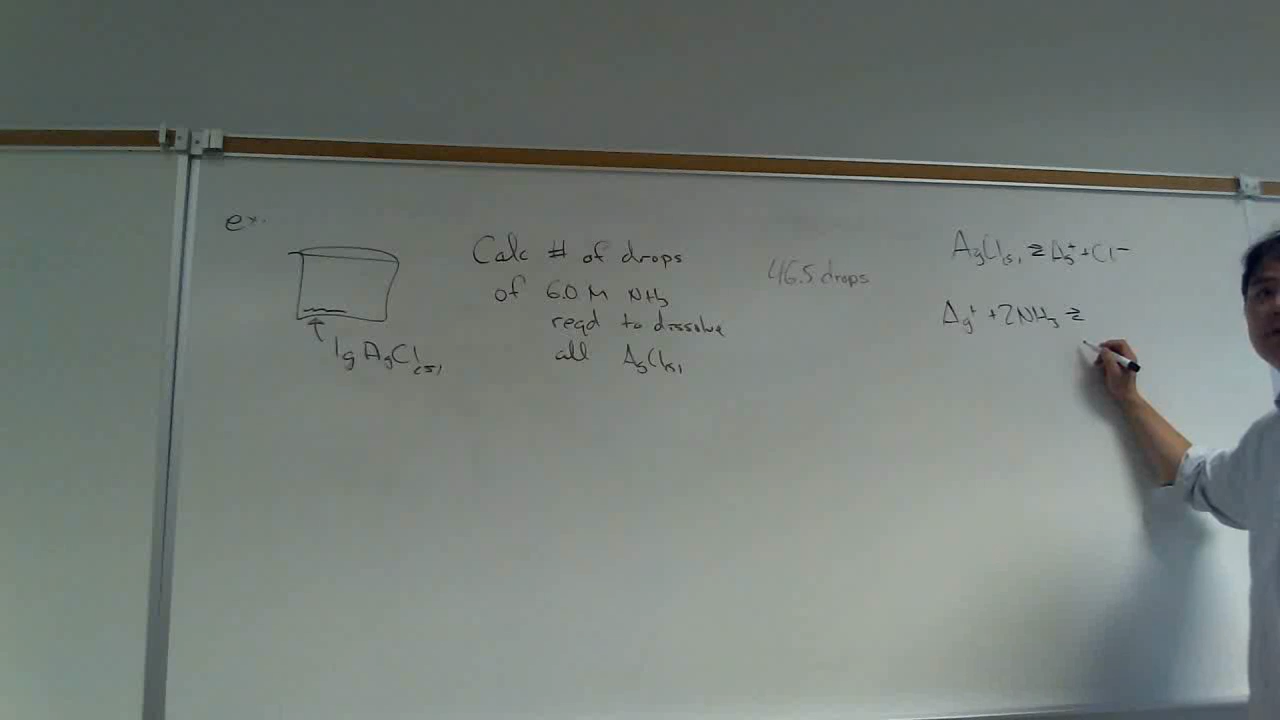 ex.
1g AgCl(s)
Calc # of drops
of 6.0 M NH3
reqd to dissolve
all AgCl(s)
46.5 drops
AgCl(s) ⇌ Ag+ + Cl−
Ag+ + 2NH3 ⇌